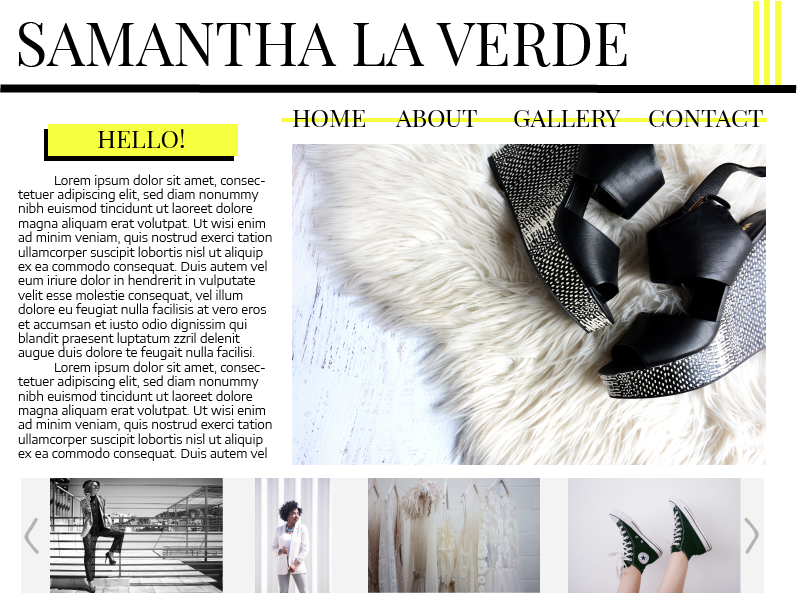 SAMANTHA LA VERDE
HOME ABOUT GALLERY CONTACT
HELLO!
Lorem ipsum dolor sit amet, consec-
tetuer adipiscing elit, sed diam nonummy
nibh euismod tincidunt ut laoreet dolore
magna aliquam erat volutpat. Ut wisi enim
ad minim veniam, quis nostrud exerci tation
ullamcorper suscipit lobortis nisl ut aliquip
ex ea commodo consequat. Duis autem vel
eum iriure dolor in hendrerit in vulputate
velit esse molestie consequat, vel illum
dolore eu feugiat nulla facilisis at vero eros
et accumsan et iusto odio dignissim qui
blandit praesent luptatum zzril delenit
augue duis dolore te feugait nulla facilisi.
Lorem ipsum dolor sit amet, consec-
tetuer adipiscing elit, sed diam nonummy
nibh euismod tincidunt ut laoreet dolore
magna aliquam erat volutpat. Ut wisi enim
ad minim veniam, quis nostrud exerci tation
ullamcorper suscipit lobortis nisl ut aliquip
ex ea commodo consequat. Duis autem vel